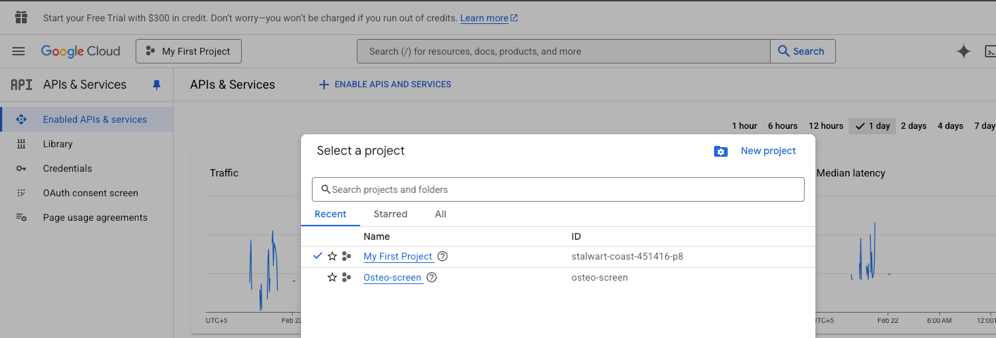 Start your Free Trial with $300 in credit. Don't worry—you won't be charged if you run out of credits. Learn more
Google Cloud
My First Project
Search (/) for resources, docs, products, and more
Search
API
APIs & Services
APIs & Services
ENABLE APIS AND SERVICES
Enabled APIs & services
Library
Credentials
OAuth consent screen
Page usage agreements
1 hour 6 hours 12 hours 1 day 2 days 4 days 7 day
Traffic
Median latency
Select a project
New project
Search projects and folders
Recent Starred All
Name ID
My First Project stalwart-coast-451416-p8
Osteo-screen osteo-screen
UTC+5 Feb 22
UTC+5 Feb 22 6:00 AM 12:00